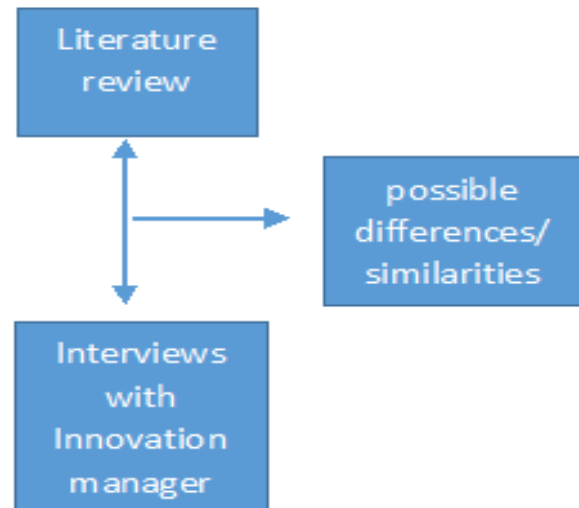 Literature
review
possible
differences/
similarities
Interviews
with
Innovation
manager